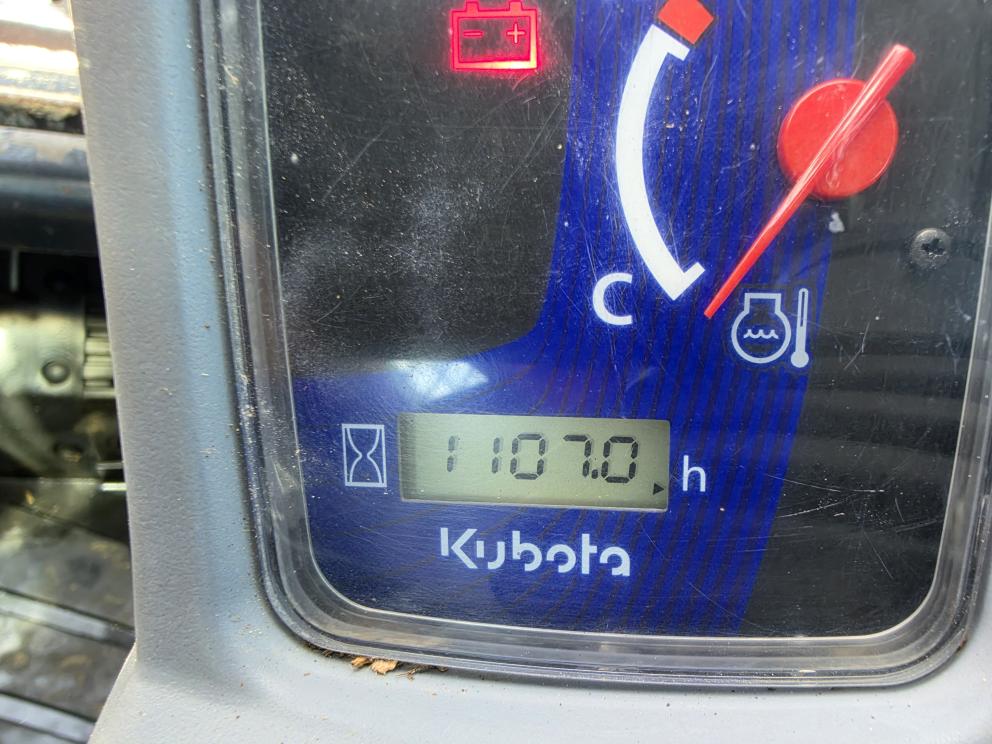 - +
C
1107.0 h
Kubota